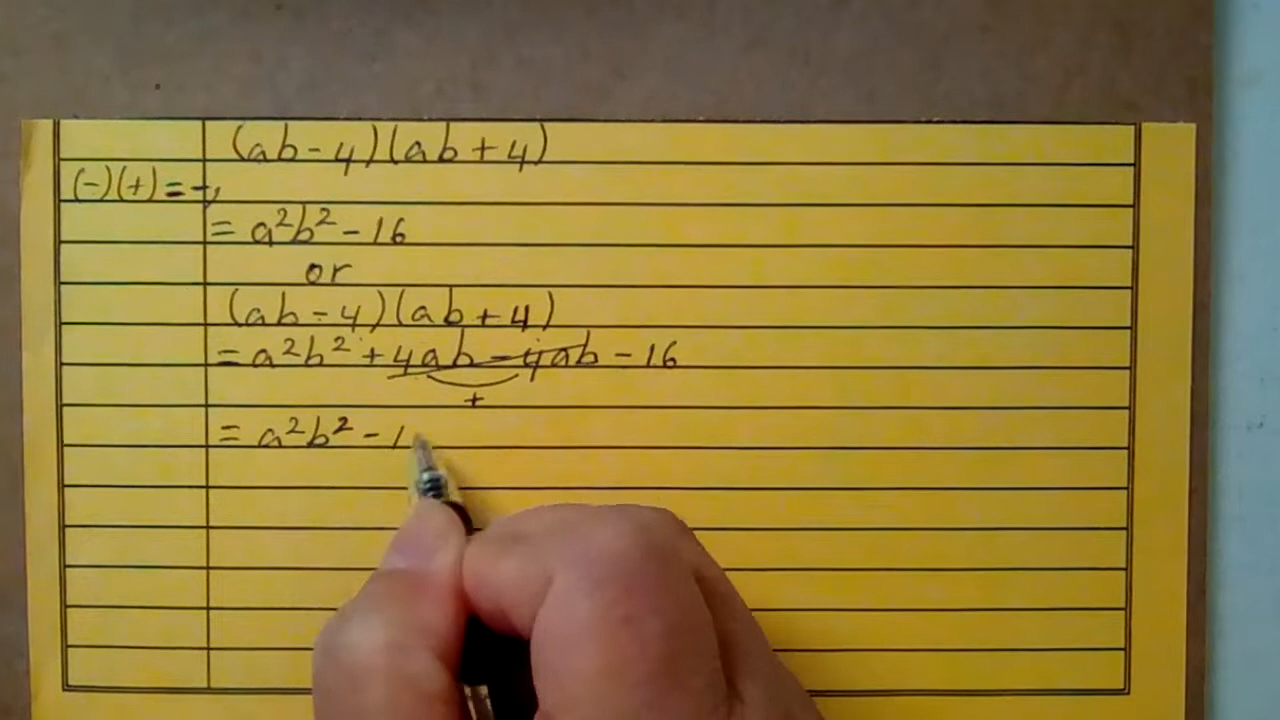 (ab-4)(ab+4)
(-)(+)=-,
= a²b²-16
or
(ab-4)(ab+4)
= a²b²+4ab-4ab-16
+
= a²b²-1